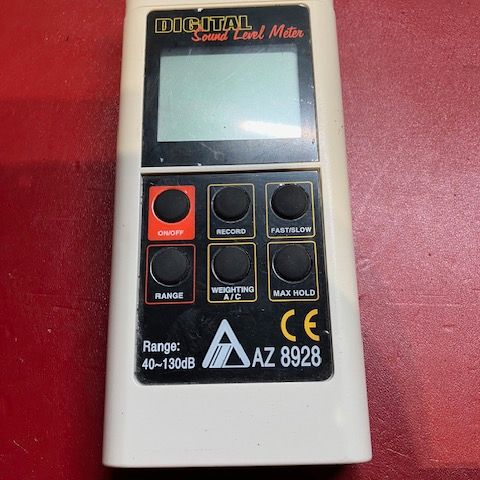 DIGITAL
Sound Level Meter
ON/OFF
RECORD
FAST/SLOW
RANGE
WEIGHTING
A / C
MAX HOLD
CE
Range:
40~130dB
AZ 8928